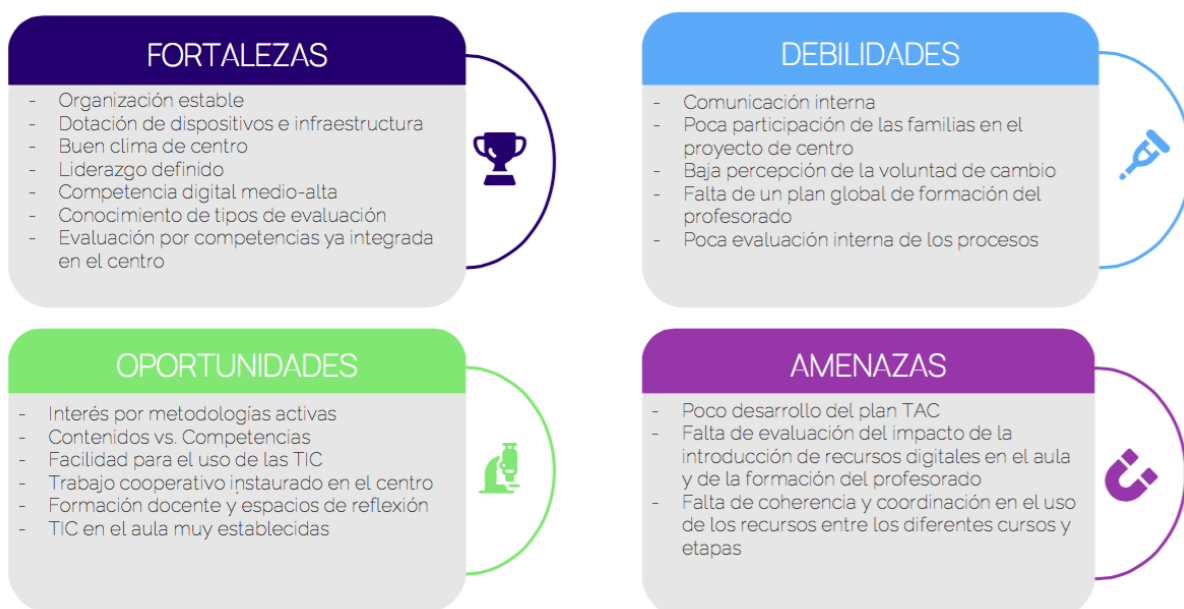 FORTALEZAS
- Organización estable
- Dotación de dispositivos e infraestructura
- Buen clima de centro
- Liderazgo definido
- Competencia digital medio-alta
- Conocimiento de tipos de evaluación
- Evaluación por competencias ya integrada
en el centro
DEBILIDADES
- Comunicación interna
- Poca participación de las familias en el
proyecto de centro
- Baja percepción de la voluntad de cambio
- Falta de un plan global de formación del
profesorado
- Poca evaluación interna de los procesos
OPORTUNIDADES
- Interés por metodologías activas
- Contenidos vs. Competencias
- Facilidad para el uso de las TIC
- Trabajo cooperativo instaurado en el centro
- Formación docente y espacios de reflexión
- TIC en el aula muy establecidas
AMENAZAS
- Poco desarrollo del plan TAC
- Falta de evaluación del impacto de la
introducción de recursos digitales en el aula
y de la formación del profesorado
- Falta de coherencia y coordinación en el uso
de los recursos entre los diferentes cursos y
etapas